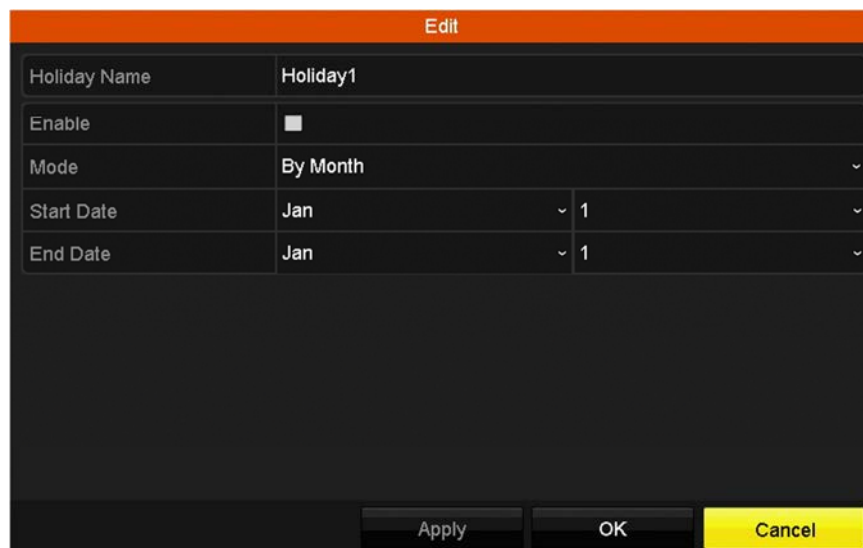 Edit
Holiday Name Holiday1
Enable
Mode By Month
Start Date Jan 1
End Date Jan 1
Apply OK Cancel